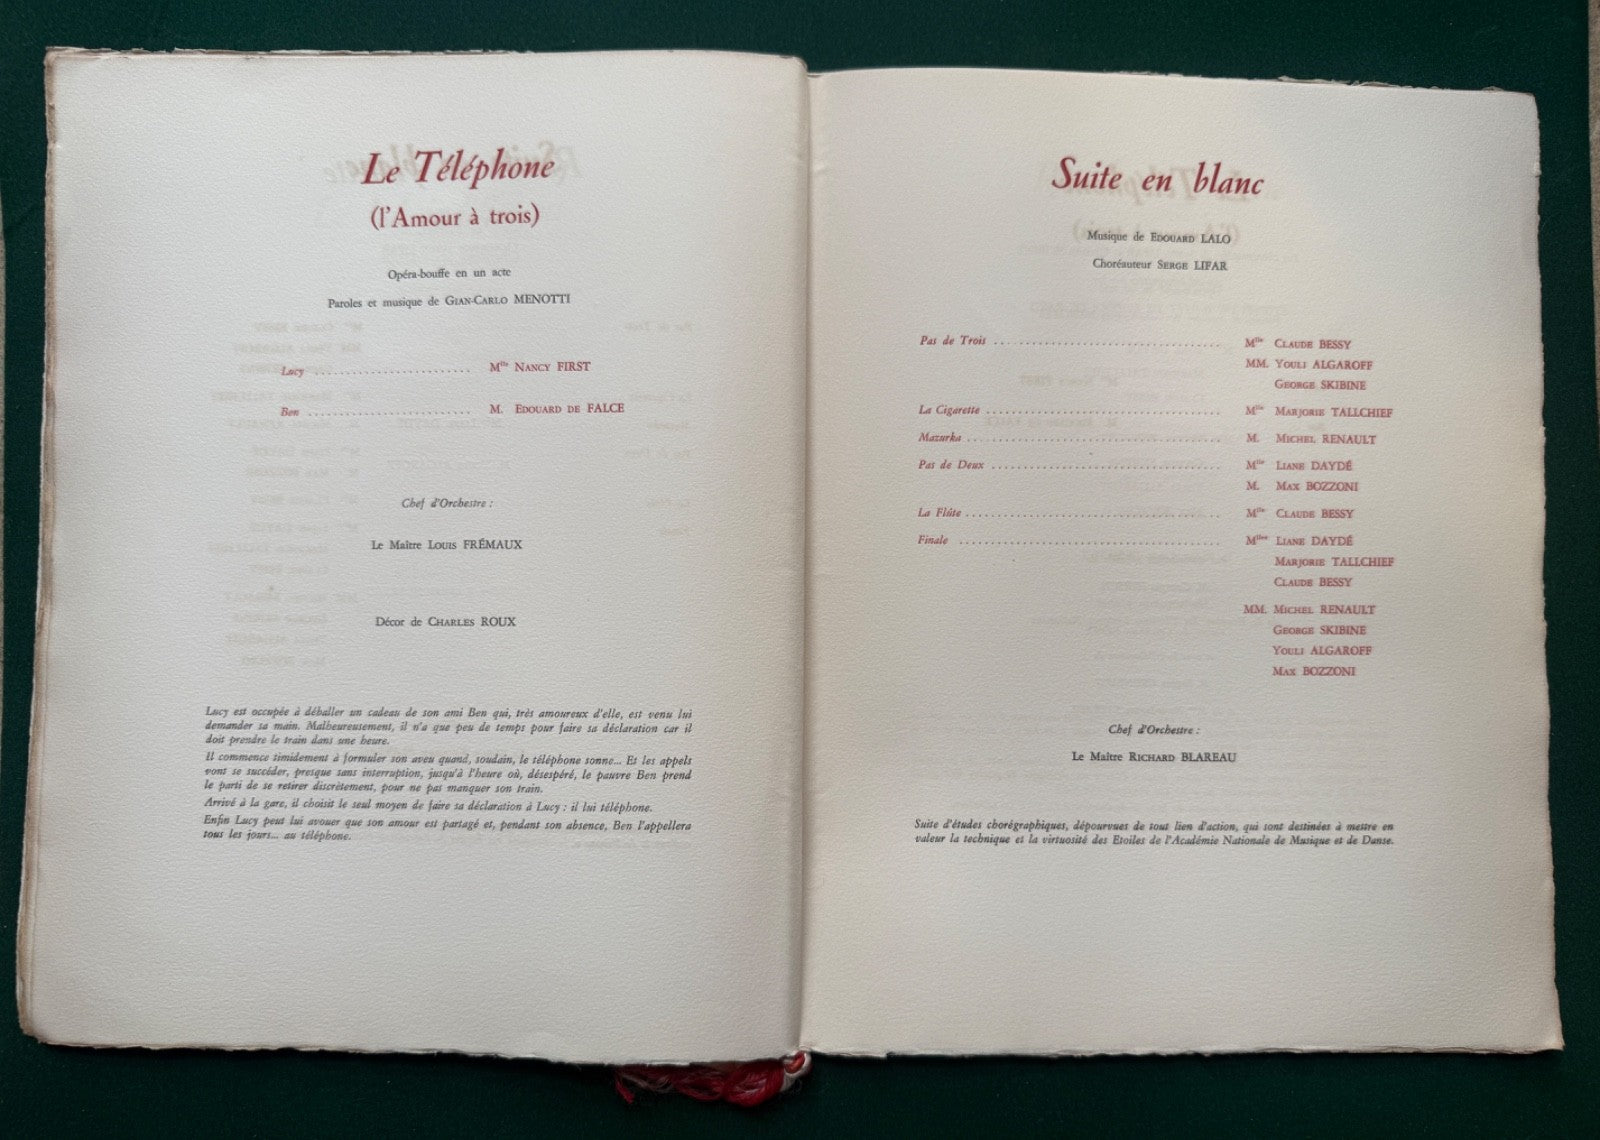 Le Téléphone
(l'Amour à trois)
Opéra-bouffe en un acte
Paroles et musique de GIAN-CARLO MENOTTI
Lucy ........................ Mlle NANCY FIRST
Ben ........................ M. EDOUARD DE FALCE
Chef d'Orchestre :
Le Maître LOUIS FRÉMAUX
Décor de CHARLES ROUX
Lucy est occupée à déballer un cadeau de son ami Ben qui, très amoureux d'elle, est venu lui
demander sa main. Malheureusement, il n'a que peu de temps pour faire sa déclaration car il
doit prendre le train dans une heure.
Il commence timidement à formuler son aveu quand, soudain, le téléphone sonne... Et les appels
vont se succéder, presque sans interruption, jusqu'à l'heure où, désespéré, le pauvre Ben prend
le parti de se retirer discrètement, pour ne pas manquer son train.
Arrivé à la gare, il choisit le seul moyen de faire sa déclaration à Lucy : il lui téléphone.
Enfin Lucy peut lui avouer que son amour est partagé et, pendant son absence, Ben l'appellera
tous les jours... au téléphone.
Suite en blanc
Musique de EDOUARD LALO
Choréauteur SERGE LIFAR
Pas de Trois .................................. Mlle CLAUDE BESSY
MM. YOULI ALGAROFF
GEORGE SKIBINE
La Cigarette .................................. Mlle MARJORIE TALLCHIEF
Mazurka .................................. M. MICHEL RENAULT
Pas de Deux .................................. Mlle LIANE DAYDÉ
M. MAX BOZZONI
La Flûte .................................. Mlle CLAUDE BESSY
Finale .................................. Mlles LIANE DAYDÉ
MARJORIE TALLCHIEF
CLAUDE BESSY
MM. MICHEL RENAULT
GEORGE SKIBINE
YOULI ALGAROFF
MAX BOZZONI
Chef d'Orchestre :
Le Maître RICHARD BLAREAU
Suite d'études chorégraphiques, dépourvues de tout lien d'action, qui sont destinées à mettre en
valeur la technique et la virtuosité des Etoiles de l'Académie Nationale de Musique et de Danse.